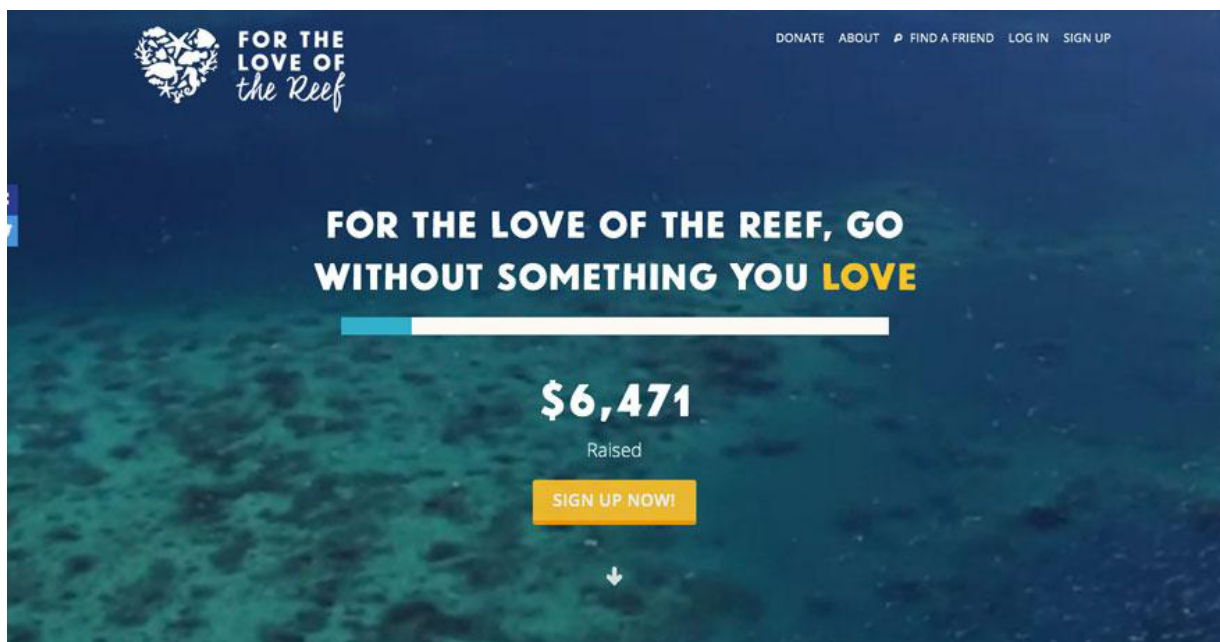 FOR THE
LOVE OF
the Reef
DONATE ABOUT FIND A FRIEND LOG IN SIGN UP
FOR THE LOVE OF THE REEF, GO
WITHOUT SOMETHING YOU LOVE
$6,471
Raised
SIGN UP NOW!